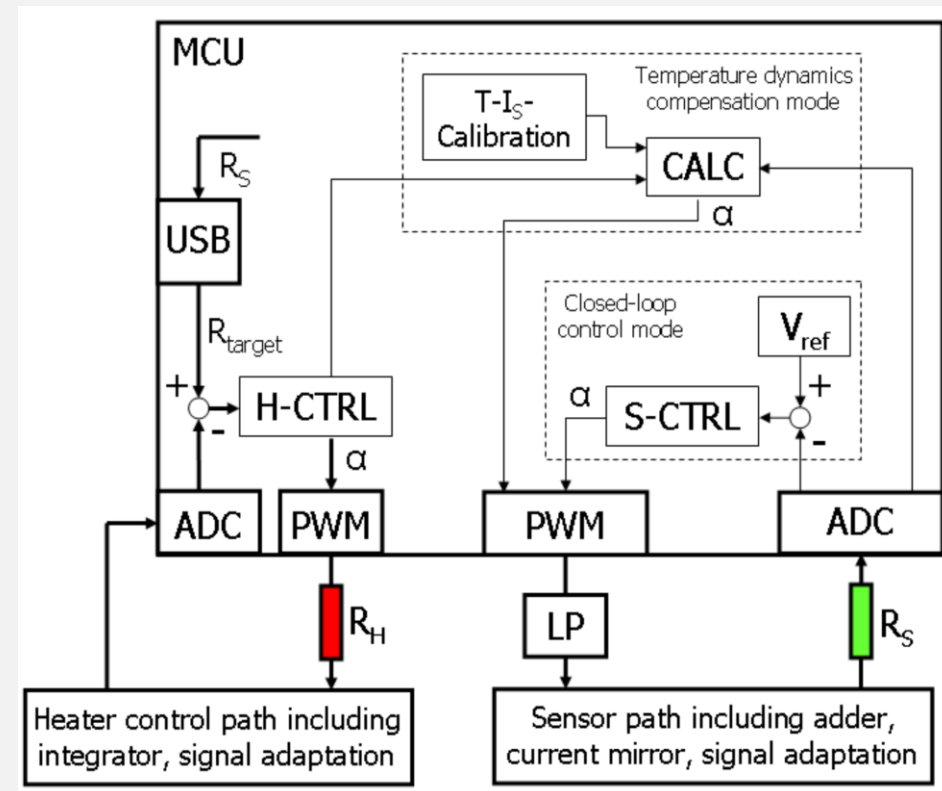 MCU
Temperature dynamics
compensation mode
T-I_S-
Calibration
CALC
α
R_S
USB
R_target
Closed-loop
control mode
V_ref
+
-
S-CTRL
α
+
-
H-CTRL
α
ADC
PWM
PWM
ADC
R_H
LP
R_S
Heater control path including
integrator, signal adaptation
Sensor path including adder,
current mirror, signal adaptation